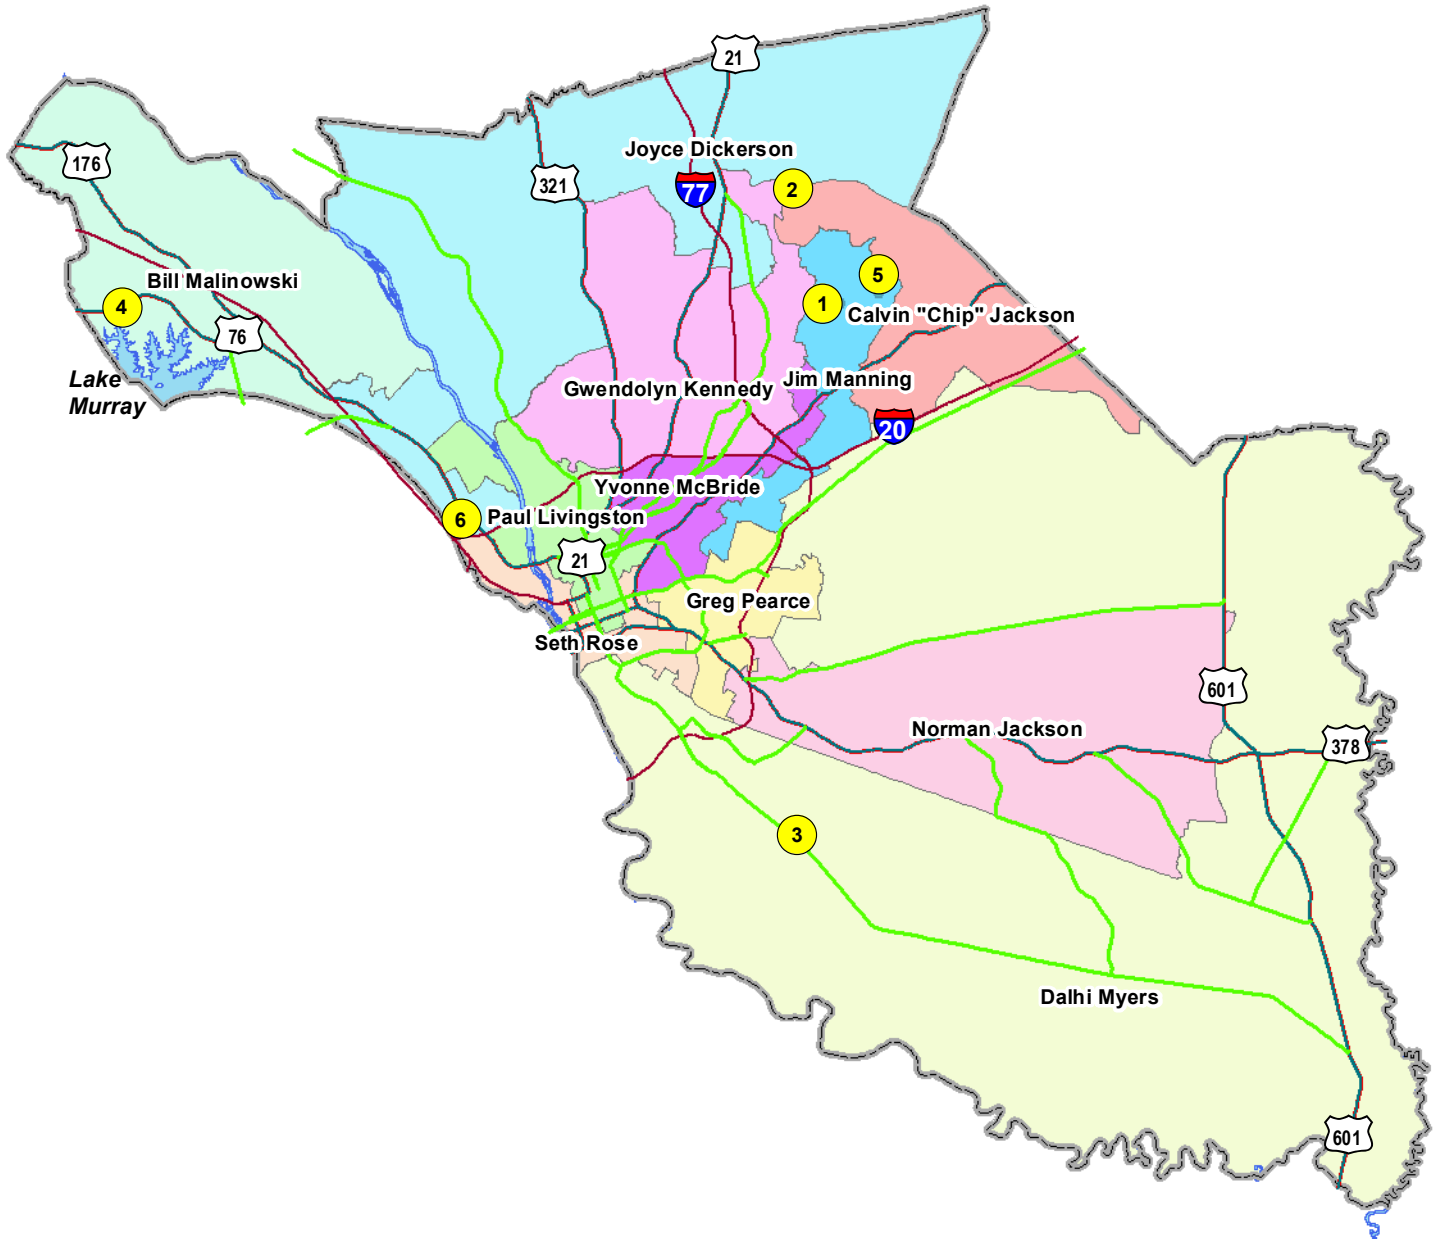 21
Joyce Dickerson
176
321
77
2
5
Bill Malinowski
4
1
Calvin "Chip" Jackson
76
Lake
Murray
Gwendolyn Kennedy
Jim Manning
20
Yvonne McBride
6
Paul Livingston
21
Greg Pearce
Seth Rose
601
Norman Jackson
378
3
Dalhi Myers
601